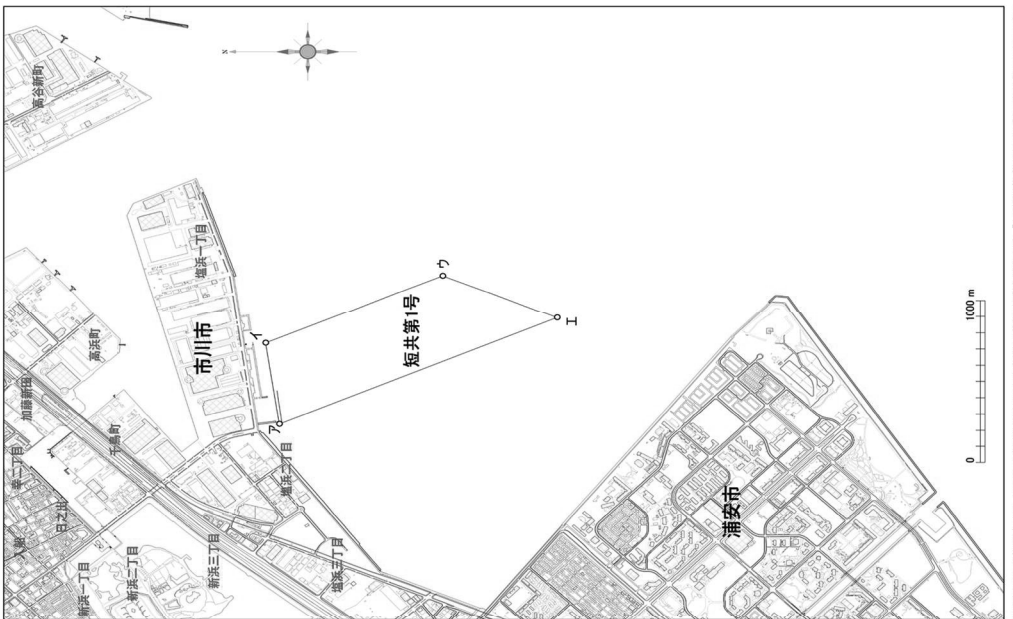 高谷新町
N
市川市
塩浜一丁目
高浜町
加藤新田
千鳥町
幸二丁目
日之出
入船
新浜一丁目
新浜二丁目
新浜三丁目
塩浜二丁目
塩浜三丁目
ア
イ
ウ
エ
短共第1号
浦安市
0
1100 m